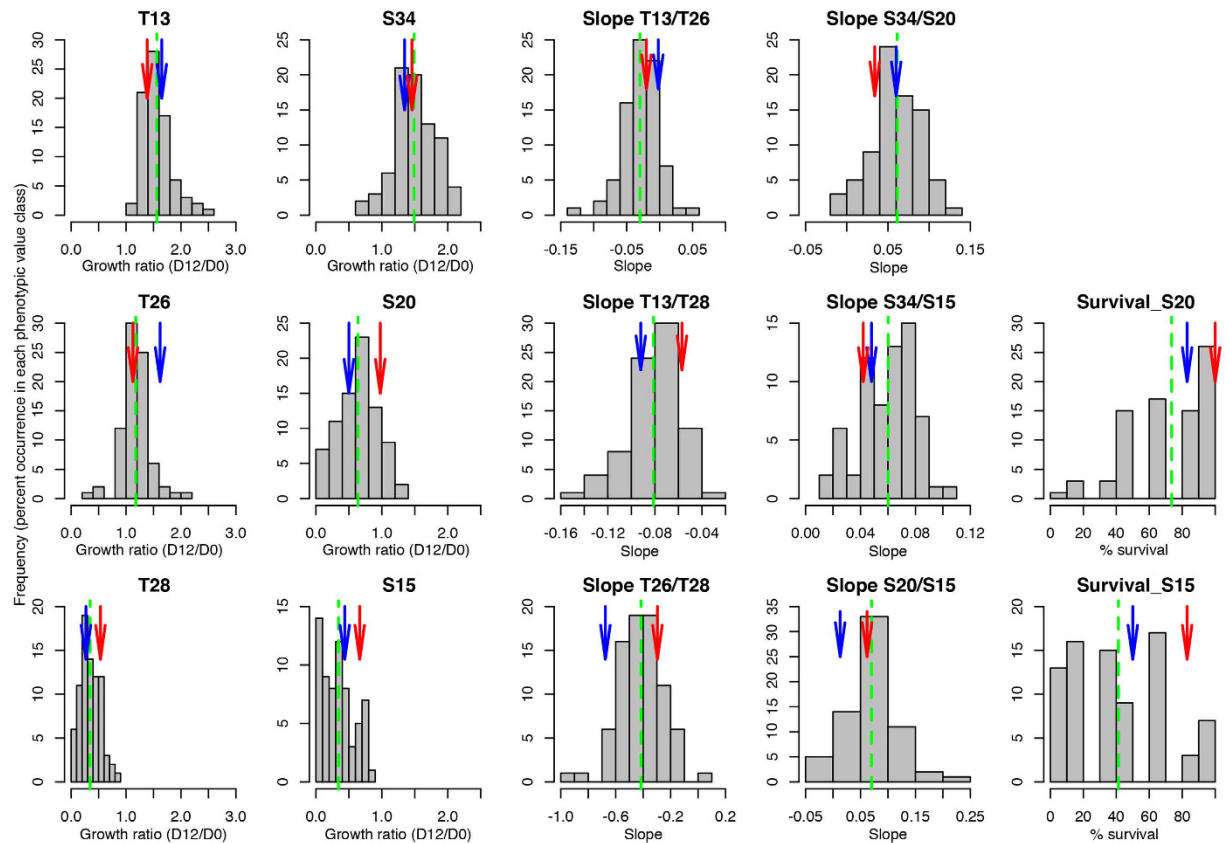 Frequency (percent occurrence in each phenotypic value class)
T13
0 5 10 15 20 25 30
0.0 1.0 2.0 3.0
Growth ratio (D12/D0)
S34
0 5 10 15 20 25
0.0 1.0 2.0
Growth ratio (D12/D0)
Slope T13/T26
0 5 10 15 20 25
-0.15 -0.05 0.05
Slope
Slope S34/S20
0 5 10 15 20 25
-0.05 0.05 0.15
Slope
T26
0 5 10 15 20 25 30
0.0 1.0 2.0 3.0
Growth ratio (D12/D0)
S20
0 5 10 15 20 25
0.0 1.0 2.0
Growth ratio (D12/D0)
Slope T13/T28
0 5 10 15 20 25 30
-0.16 -0.12 -0.08 -0.04
Slope
Slope S34/S15
0 5 10 15
0.00 0.04 0.08 0.12
Slope
Survival_S20
0 5 10 15 20 25 30
0 20 40 60 80
% survival
T28
0 5 10 15 20
0.0 1.0 2.0 3.0
Growth ratio (D12/D0)
S15
0 5 10 15
0.0 1.0 2.0
Growth ratio (D12/D0)
Slope T26/T28
0 5 10 15 20
-1.0 -0.6 -0.2 0.2
Slope
Slope S20/S15
0 5 10 15 20 25 30 35
-0.05 0.05 0.15 0.25
Slope
Survival_S15
0 5 10 15 20
0 20 40 60 80
% survival